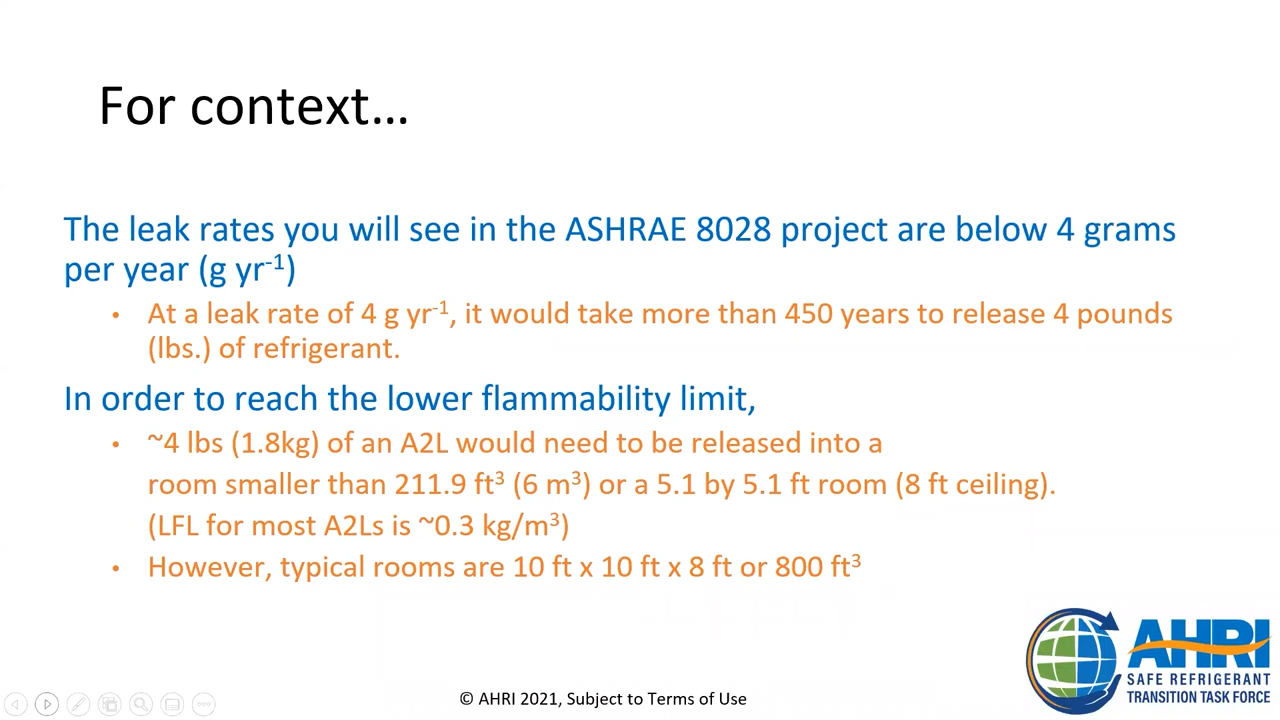 For context...
The leak rates you will see in the ASHRAE 8028 project are below 4 grams
per year (g yr⁻¹)
• At a leak rate of 4 g yr⁻¹, it would take more than 450 years to release 4 pounds
(lbs.) of refrigerant.
In order to reach the lower flammability limit,
• ~4 lbs (1.8kg) of an A2L would need to be released into a
room smaller than 211.9 ft³ (6 m³) or a 5.1 by 5.1 ft room (8 ft ceiling).
(LFL for most A2Ls is ~0.3 kg/m³)
• However, typical rooms are 10 ft x 10 ft x 8 ft or 800 ft³
AHRI
SAFE REFRIGERANT
TRANSITION TASK FORCE
© AHRI 2021, Subject to Terms of Use